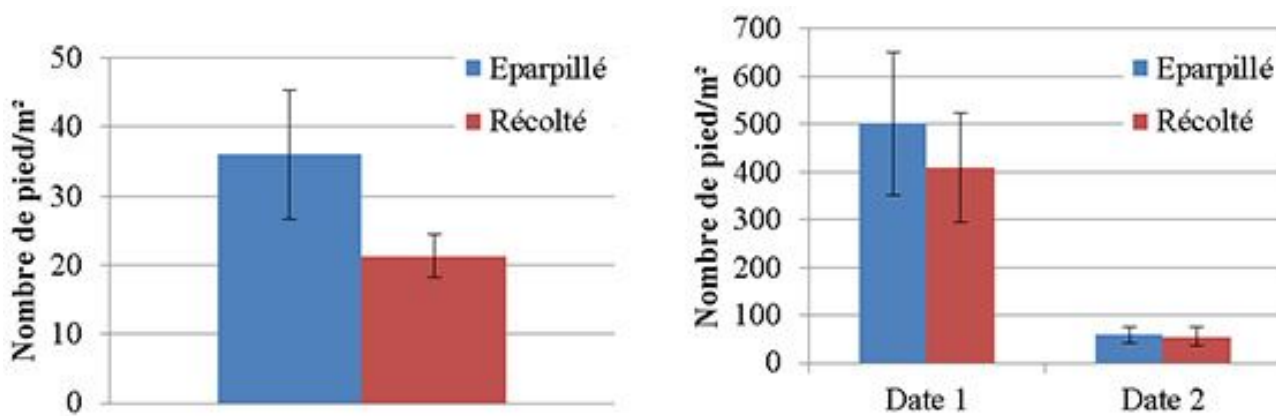 Nombre de pied/m²
50
40
30
20
10
0
Eparpillé
Récolté
Nombre de pied/m²
700
600
500
400
300
200
100
0
Eparpillé
Récolté
Date 1
Date 2